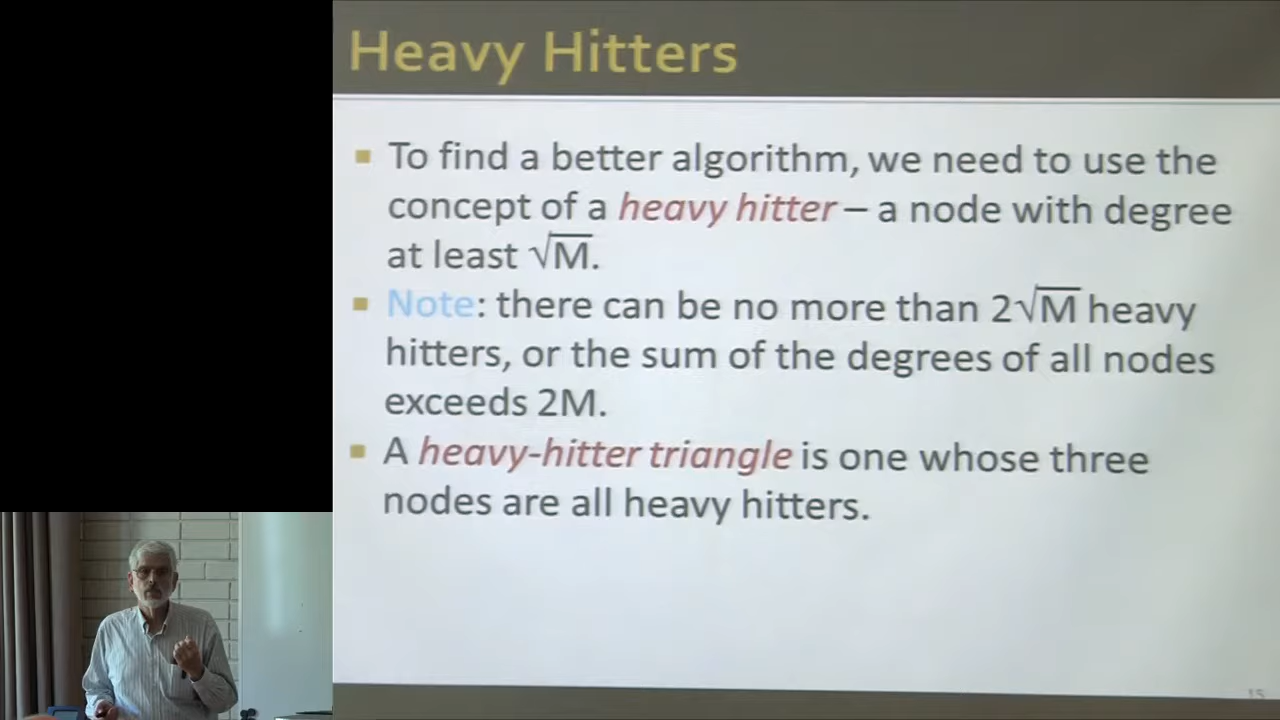 Heavy Hitters
To find a better algorithm, we need to use the
concept of a heavy hitter – a node with degree
at least √M.
Note: there can be no more than 2√M heavy
hitters, or the sum of the degrees of all nodes
exceeds 2M.
A heavy-hitter triangle is one whose three
nodes are all heavy hitters.
15